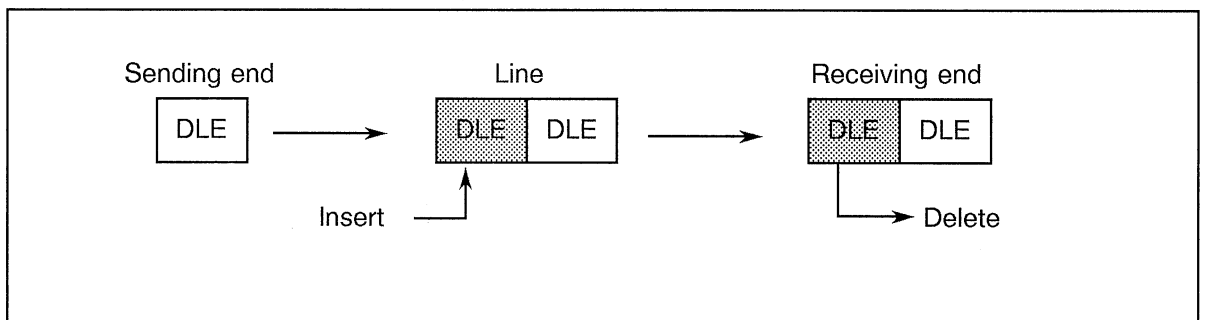 Sending end Line Receiving end
DLE DLE DLE DLE DLE
Insert Delete